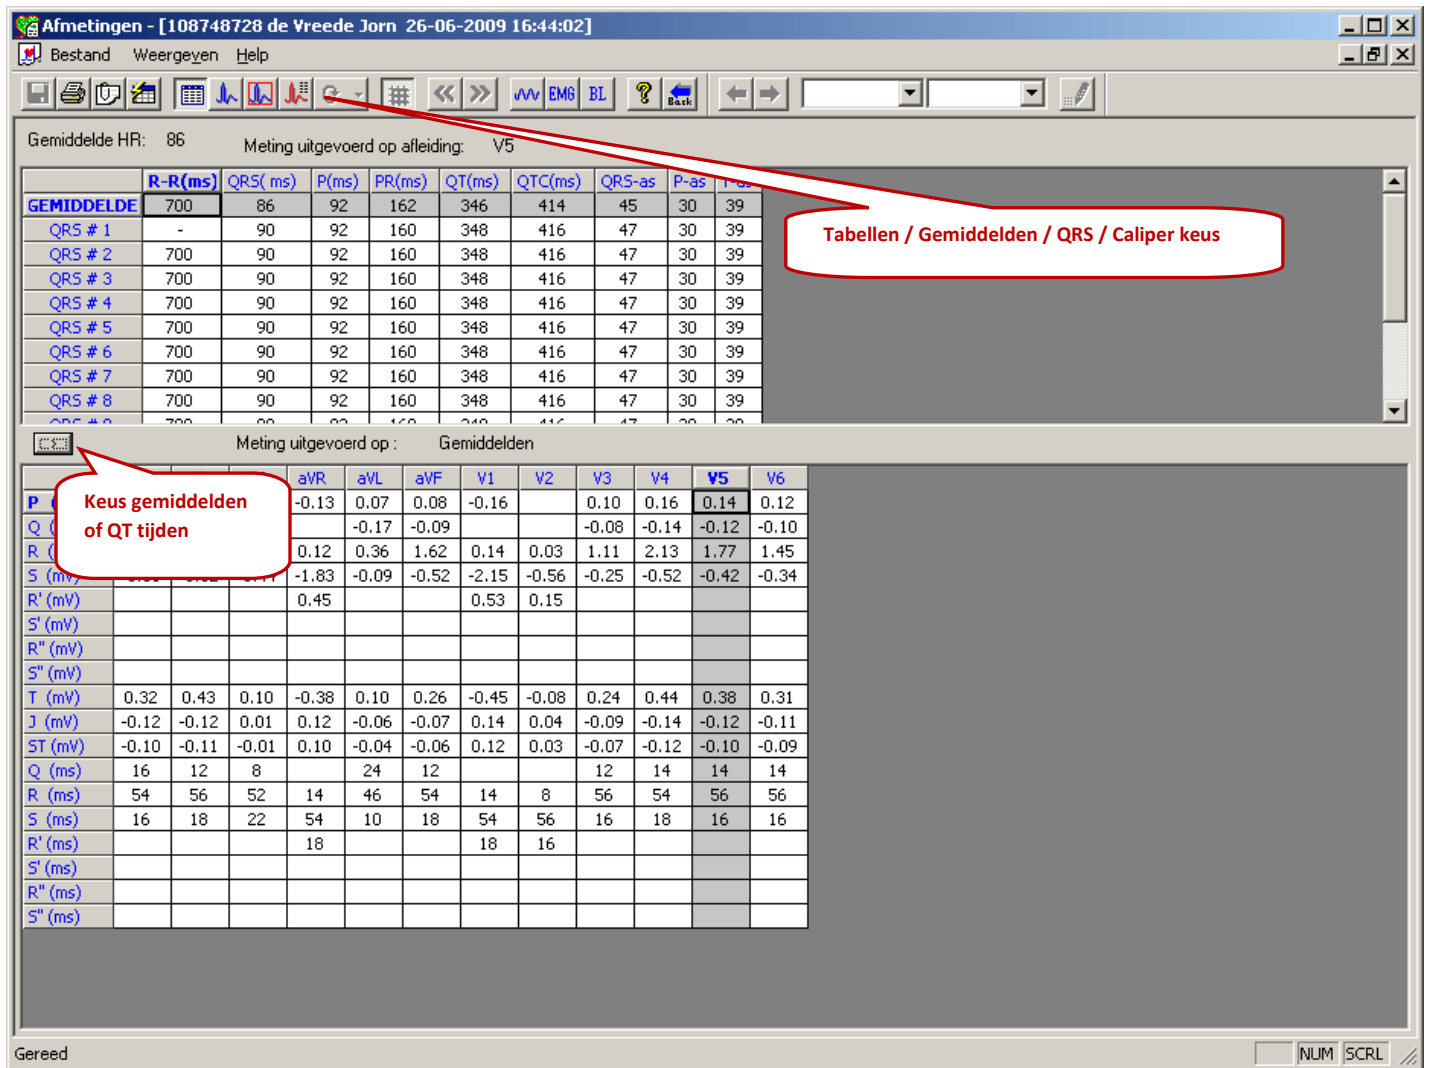 Afmetingen - [108748728 de Vreede Jorn 26-06-2009 16:44:02]
Bestand Weergeven Help
EMG BL ? Back
Gemiddelde HR: 86 Meting uitgevoerd op afleiding: V5
R-R(ms) QRS( ms) P(ms) PR(ms) QT(ms) QTC(ms) QRS-as P-as T-as
GEMIDDELDE 700 86 92 162 346 414 45 30 39
QRS # 1 - 90 92 160 348 416 47 30 39
QRS # 2 700 90 92 160 348 416 47 30 39
QRS # 3 700 90 92 160 348 416 47 30 39
QRS # 4 700 90 92 160 348 416 47 30 39
QRS # 5 700 90 92 160 348 416 47 30 39
QRS # 6 700 90 92 160 348 416 47 30 39
QRS # 7 700 90 92 160 348 416 47 30 39
QRS # 8 700 90 92 160 348 416 47 30 39
Tabellen / Gemiddelden / QRS / Caliper keus
Meting uitgevoerd op : Gemiddelden
Keus gemiddelden
of QT tijden
aVR aVL aVF V1 V2 V3 V4 V5 V6
P -0.13 0.07 0.08 -0.16 0.10 0.16 0.14 0.12
Q -0.17 -0.09 -0.08 -0.14 -0.12 -0.10
R 0.12 0.36 1.62 0.14 0.03 1.11 2.13 1.77 1.45
S (mV) -1.83 -0.09 -0.52 -2.15 -0.56 -0.25 -0.52 -0.42 -0.34
R' (mV) 0.45 0.53 0.15
S' (mV)
R" (mV)
S" (mV)
T (mV) 0.32 0.43 0.10 -0.38 0.10 0.26 -0.45 -0.08 0.24 0.44 0.38 0.31
J (mV) -0.12 -0.12 0.01 0.12 -0.06 -0.07 0.14 0.04 -0.09 -0.14 -0.12 -0.11
ST (mV) -0.10 -0.11 -0.01 0.10 -0.04 -0.06 0.12 0.03 -0.07 -0.12 -0.10 -0.09
Q (ms) 16 12 8 24 12 12 14 14 14
R (ms) 54 56 52 14 46 54 14 8 56 54 56 56
S (ms) 16 18 22 54 10 18 54 56 16 18 16 16
R' (ms) 18 18 16
S' (ms)
R" (ms)
S" (ms)
Gereed NUM SCRL